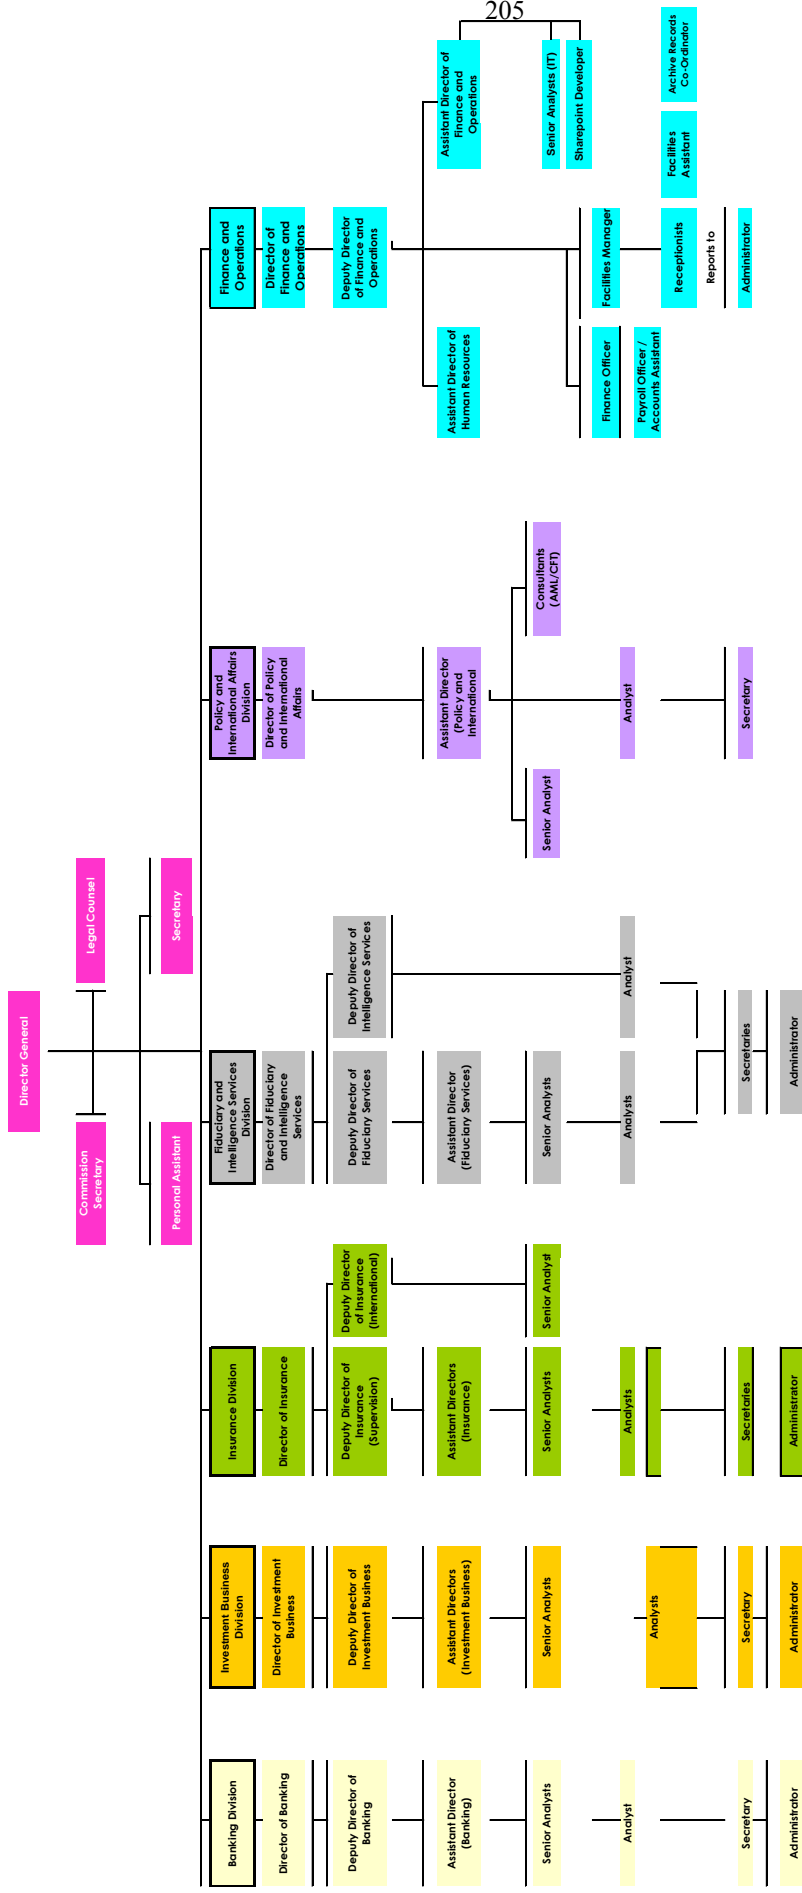 205
Director General
Commission
Secretary
Legal Counsel
Personal Assistant
Secretary
Banking Division
Director of Banking
Deputy Director of
Banking
Assistant Director
(Banking)
Senior Analysts
Analyst
Secretary
Administrator
Investment Business
Division
Director of Investment
Business
Deputy Director of
Investment Business
Assistant Directors
(Investment Business)
Senior Analysts
Analysts
Secretary
Administrator
Insurance Division
Director of Insurance
Deputy Director of
Insurance
(Supervision)
Deputy Director
of Insurance
(International)
Assistant Directors
(Insurance)
Senior Analysts
Senior Analyst
Analysts
Secretaries
Administrator
Fiduciary and
Intelligence Services
Division
Director of Fiduciary
and Intelligence
Services
Deputy Director of
Fiduciary Services
Deputy Director of
Intelligence Services
Assistant Director
(Fiduciary Services)
Senior Analysts
Analysts
Analyst
Secretaries
Administrator
Policy and
International Affairs
Division
Director of Policy
and International
Affairs
Assistant Director
(Policy and
International
Senior Analyst
Consultants
(AML/CFT)
Analyst
Secretary
Finance and
Operations
Director of
Finance and
Operations
Deputy Director
of Finance and
Operations
Assistant Director of
Human Resources
Assistant Director of
Finance and
Operations
Senior Analysts (IT)
Sharepoint Developer
Finance Officer
Payroll Officer /
Accounts Assistant
Facilities Manager
Receptionists
Facilities
Assistant
Archive Records
Co-Ordinator
Reports to
Administrator